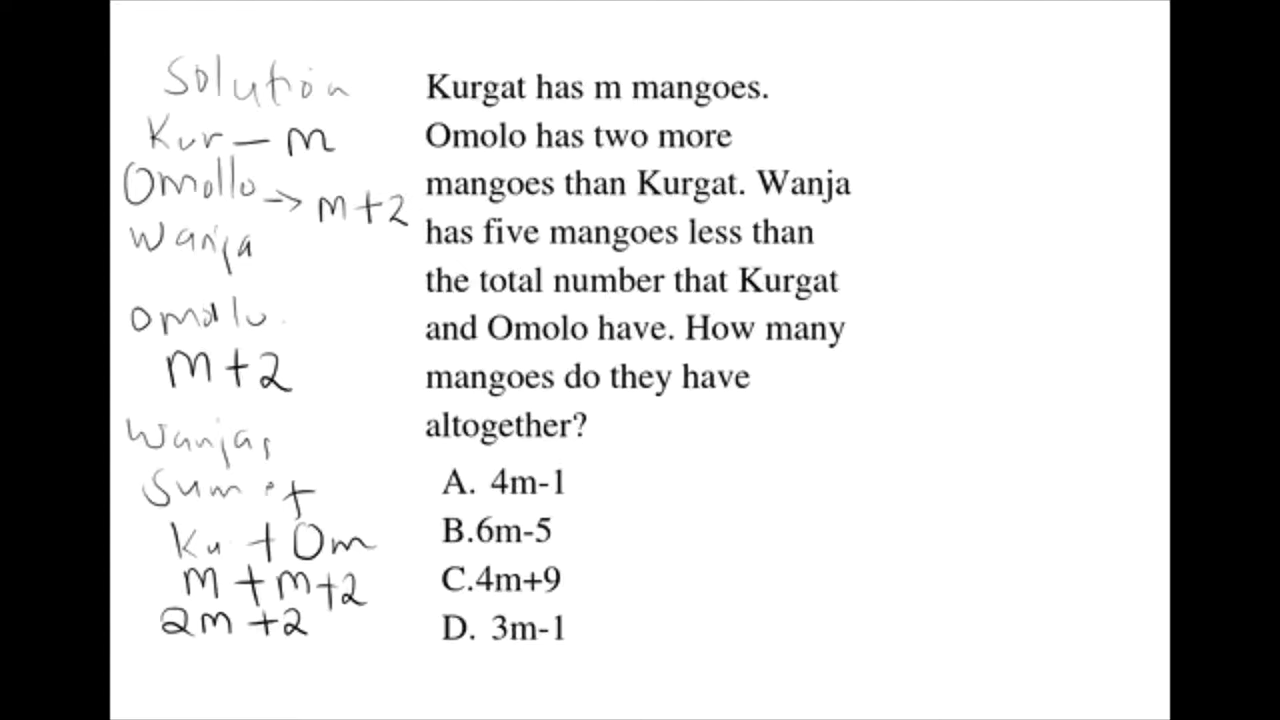 Solution
Kur – m
Omollo -> m+2
Wanja
Omolo
m+2
Wanjas
Sum of
Ku + Om
m + m+2
2m +2
Kurgat has m mangoes.
Omolo has two more
mangoes than Kurgat. Wanja
has five mangoes less than
the total number that Kurgat
and Omolo have. How many
mangoes do they have
altogether?
A. 4m-1
B.6m-5
C.4m+9
D. 3m-1